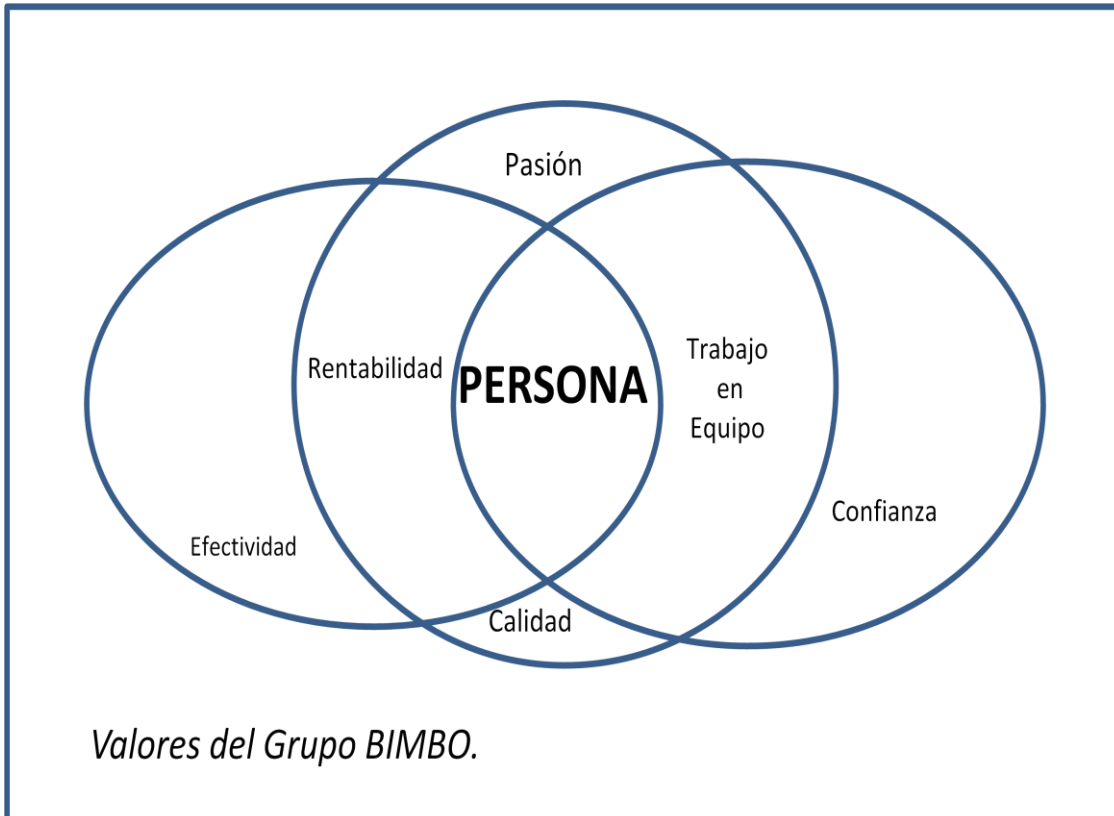 Pasión
Rentabilidad
PERSONA
Trabajo
en
Equipo
Confianza
Efectividad
Calidad
Valores del Grupo BIMBO.